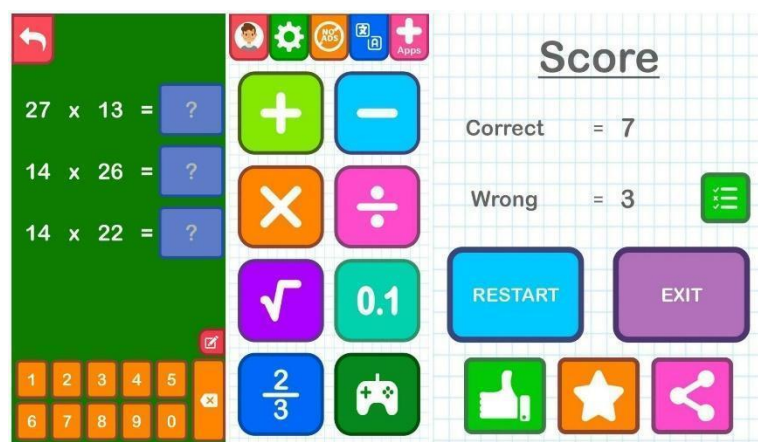 27 x 13 = ?
14 x 26 = ?
14 x 22 = ?
1 2 3 4 5
6 7 8 9 0
NO ADS
文 A
Apps
+ −
× ÷
√ 0.1
2/3
Score
Correct = 7
Wrong = 3
RESTART EXIT